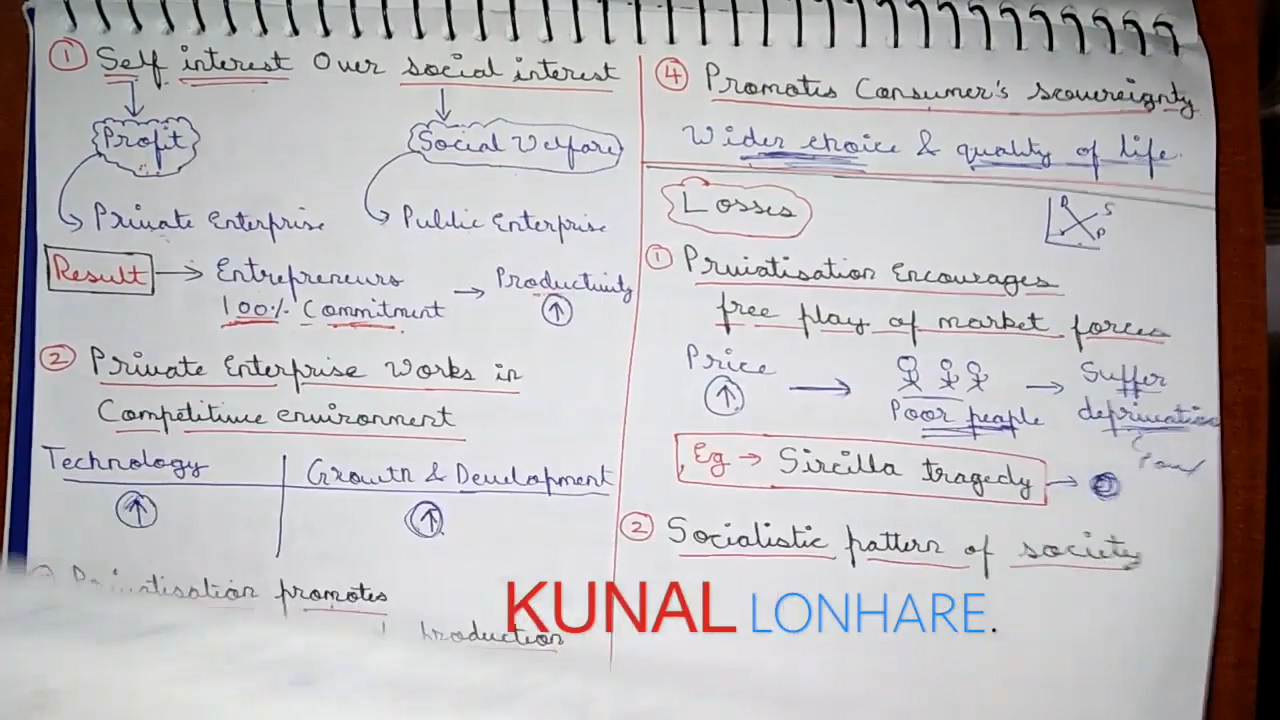 ① Self interest Over social interest
Profit
Social Welfare
Private Enterprise
Public Enterprise
Result → Entrepreneurs → Productivity
100% Commitment
② Private Enterprise Works in
Competitive environment
Technology
Growth & Development
Privatisation promotes
production
④ Promotes Consumer's scouereignty
Wider choice & quality of life.
Losses
S
① Privatisation Encourages
free play of market forces
Price → Poor people → Suffer
deprivation
Eg → Sircilla tragedy →
② Socialistic pattern of society
KUNAL LONHARE.